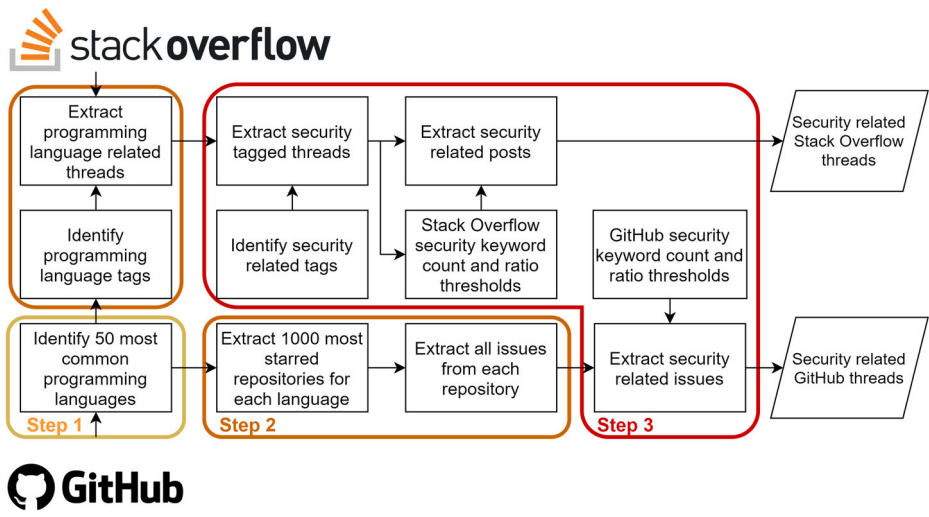 stackoverflow
Extract
programming
language related
threads
Extract security
tagged threads
Extract security
related posts
Security related
Stack Overflow
threads
Identify
programming
language tags
Identify security
related tags
Stack Overflow
security keyword
count and ratio
thresholds
GitHub security
keyword count and
ratio thresholds
Identify 50 most
common
programming
languages
Extract 1000 most
starred
repositories for
each language
Extract all issues
from each
repository
Extract security
related issues
Security related
GitHub threads
Step 1
Step 2
Step 3
GitHub